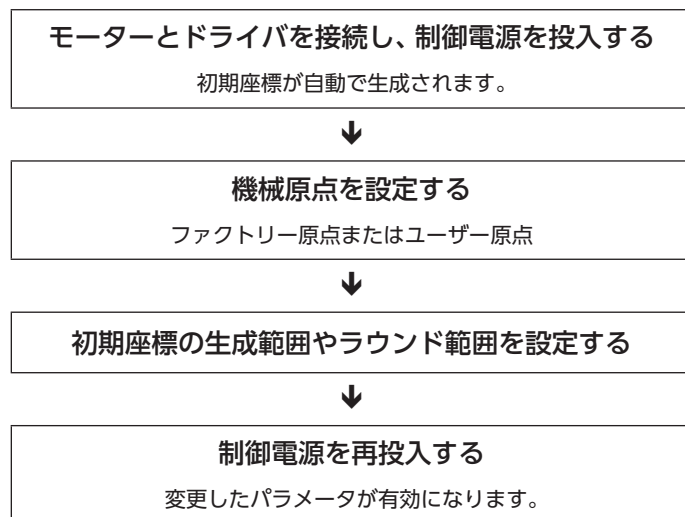 モーターとドライバを接続し、制御電源を投入する
初期座標が自動で生成されます。
機械原点を設定する
ファクトリー原点またはユーザー原点
初期座標の生成範囲やラウンド範囲を設定する
制御電源を再投入する
変更したパラメータが有効になります。